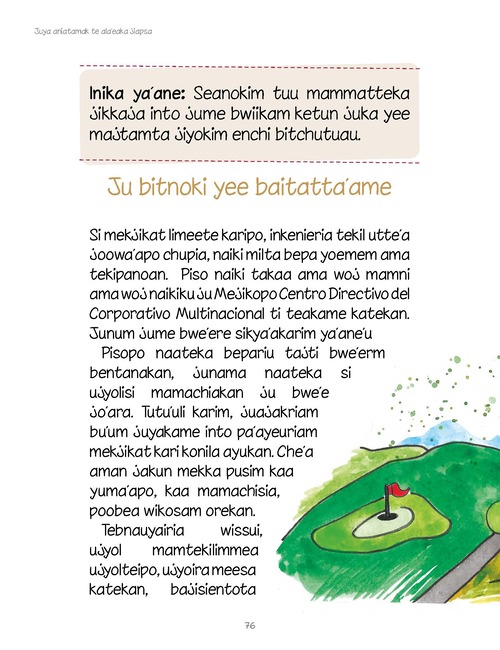 Juya aniatamak te ala'eaka jiapsa
Inika ya'ane: Seanokim tuu mammatteka
jikkaja into jume bwiikam ketun juka yee
majtamta jiyokim enchi bitchutuau.
Ju bitnoki yee baitatta'ame
Si mekjikat limeete karipo, inkenieria tekil utte'a
joowa'apo chupia, naiki milta bepa yoemem ama
tekipanoan. Piso naiki takaa ama woj mamni
ama woj naikiku ju Mejikopo Centro Directivo del
Corporativo Multinacional ti teakame katekan.
Junum jume bwe'ere sikya'akarim ya'ane'u
Pisopo naateka bepariu tajti bwe'erm
bentanakan, junama naateka si
ujyolisi mamachiakan ju bwe'e
jo'ara. Tutu'uli karim, juajakriam
bu'um juyakame into pa'ayeuriam
mekjikat kari konila ayukan. Che'a
aman jakun mekka pusim kaa
yuma'apo, kaa mamachisia,
poobea wikosam orekan.
Tebnauyairia wissui,
ujyol mamtekilimmea
ujyolteipo, ujyoira meesa
katekan, bajisientota
76